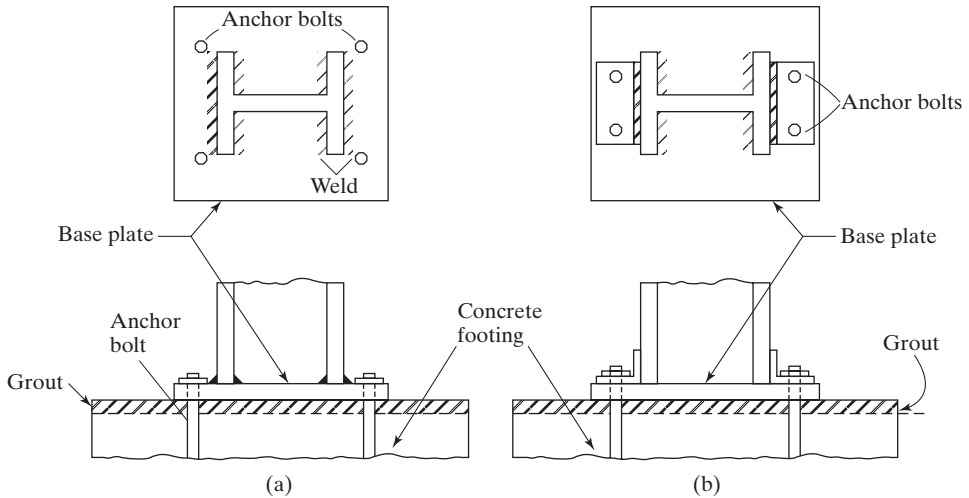 Anchor bolts
Anchor bolts
Weld
Base plate
Base plate
Anchor
bolt
Concrete
footing
Grout
Grout
(a)
(b)